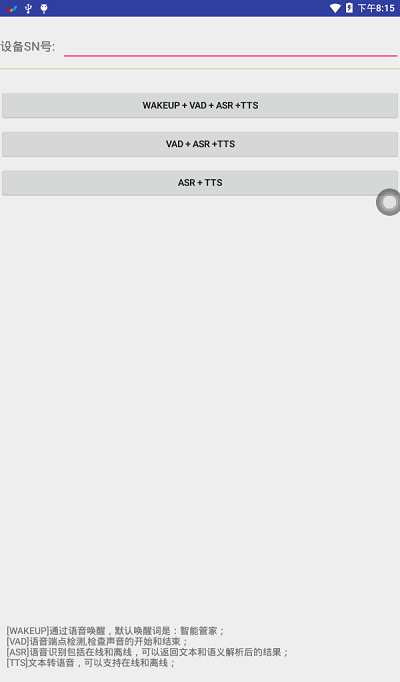 下午8:15
设备SN号:
WAKEUP + VAD + ASR +TTS
VAD + ASR +TTS
ASR + TTS
[WAKEUP]通过语音唤醒，默认唤醒词是：智能管家；
[VAD]语音端点检测,检查声音的开始和结束；
[ASR]语音识别包括在线和离线，可以返回文本和语义解析后的结果；
[TTS]文本转语音，可以支持在线和离线；